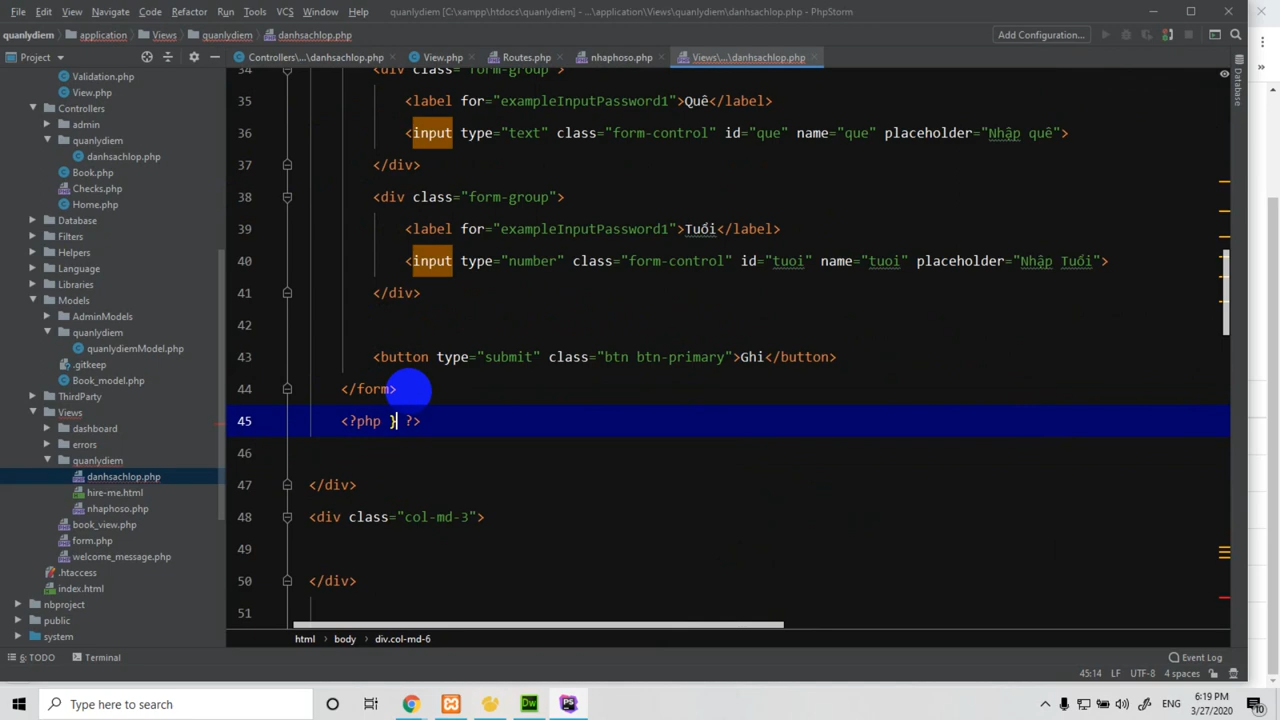 File Edit View Navigate Code Refactor Run Tools VCS Window Help quanlydiem [C:\xampp\htdocs\quanlydiem] - ...\application\Views\quanlydiem\danhsachlop.php - PhpStorm
quanlydiem application Views quanlydiem danhsachlop.php Add Configuration...
Project Controllers\...\danhsachlop.php View.php Routes.php nhaphoso.php Views\...\danhsachlop.php
Validation.php
View.php
Controllers
admin
quanlydiem
danhsachlop.php
Book.php
Checks.php
Home.php
Database
Filters
Helpers
Language
Libraries
Models
AdminModels
quanlydiem
quanlydiemModel.php
.gitkeep
Book_model.php
ThirdParty
Views
dashboard
errors
quanlydiem
danhsachlop.php
hire-me.html
nhaphoso.php
book_view.php
form.php
welcome_message.php
.htaccess
index.html
nbproject
public
system
34 <div class="form-group">
35 <label for="exampleInputPassword1">Quê</label>
36 <input type="text" class="form-control" id="que" name="que" placeholder="Nhập quê">
37 </div>
38 <div class="form-group">
39 <label for="exampleInputPassword1">Tuổi</label>
40 <input type="number" class="form-control" id="tuoi" name="tuoi" placeholder="Nhập Tuổi">
41 </div>
42
43 <button type="submit" class="btn btn-primary">Ghi</button>
44 </form>
45 <?php } ?>
46
47 </div>
48 <div class="col-md-3">
49
50 </div>
51
Database
html body div.col-md-6
6: TODO Terminal Event Log
45:14 LF UTF-8 4 spaces
Type here to search ENG 6:19 PM
3/27/2020 10